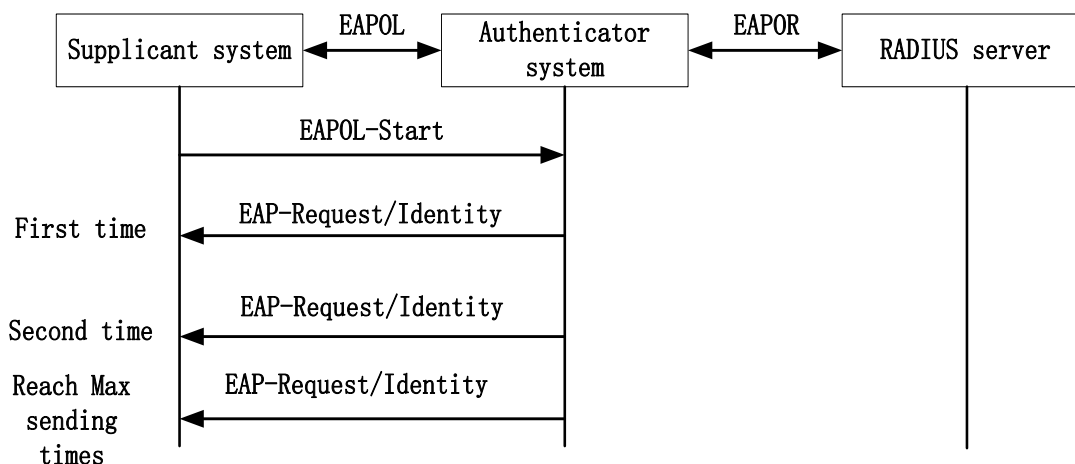 Supplicant system
EAPOL
Authenticator
system
EAPOR
RADIUS server
EAPOL-Start
First time
EAP-Request/Identity
Second time
EAP-Request/Identity
Reach Max
sending
times
EAP-Request/Identity